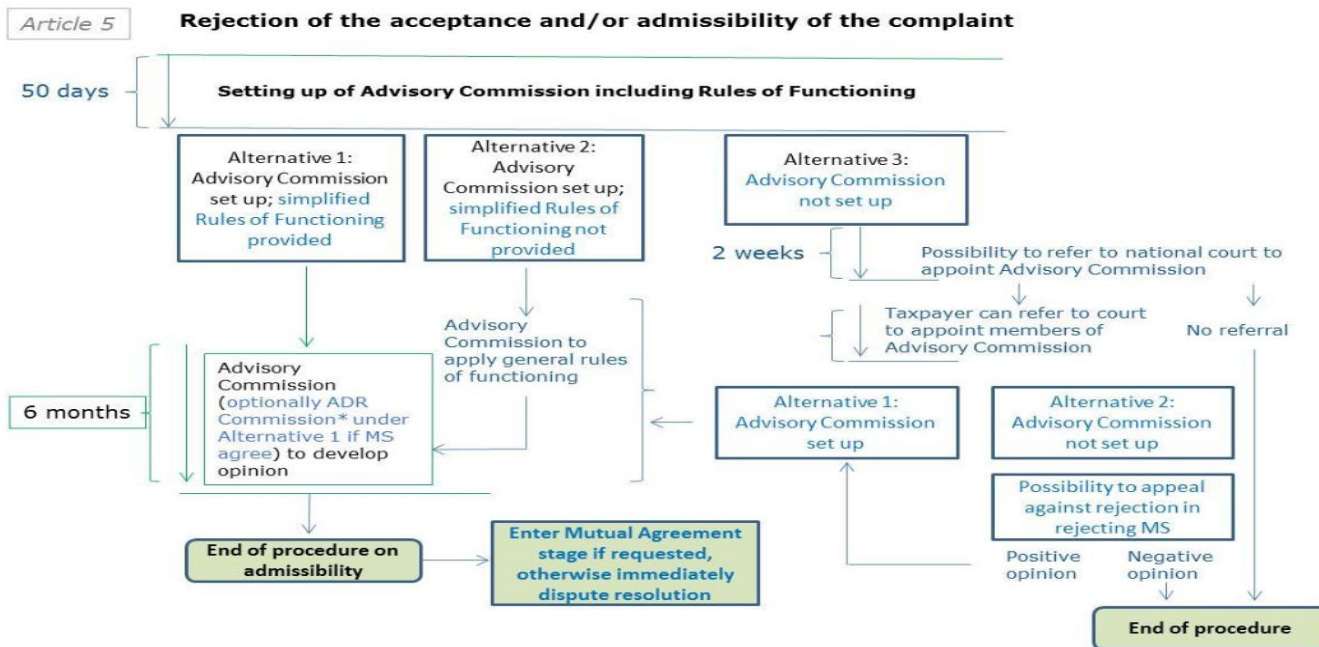 Article 5
Rejection of the acceptance and/or admissibility of the complaint
50 days
Setting up of Advisory Commission including Rules of Functioning
Alternative 1:
Advisory Commission
set up; simplified
Rules of Functioning
provided
Alternative 2:
Advisory
Commission set up;
simplified Rules of
Functioning not
provided
Alternative 3:
Advisory Commission
not set up
2 weeks
Possibility to refer to national court to
appoint Advisory Commission
Taxpayer can refer to court
to appoint members of
Advisory Commission
No referral
Advisory
Commission to
apply general rules
of functioning
6 months
Advisory
Commission
(optionally ADR
Commission* under
Alternative 1 if MS
agree) to develop
opinion
Alternative 1:
Advisory Commission
set up
Alternative 2:
Advisory Commission
not set up
Possibility to appeal
against rejection in
rejecting MS
Positive
opinion
Negative
opinion
End of procedure on
admissibility
Enter Mutual Agreement
stage if requested,
otherwise immediately
dispute resolution
End of procedure